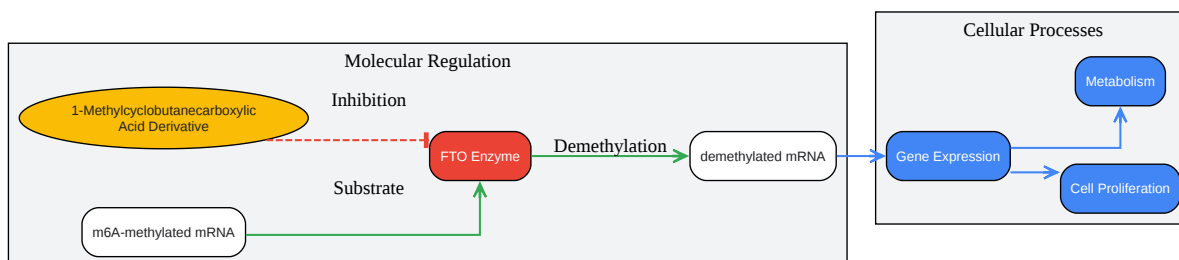 Cellular Processes
Molecular Regulation
Metabolism
1-Methylcyclobutanecarboxylic
Acid Derivative
Inhibition
FTO Enzyme
Demethylation
demethylated mRNA
Gene Expression
Cell Proliferation
Substrate
m6A-methylated mRNA